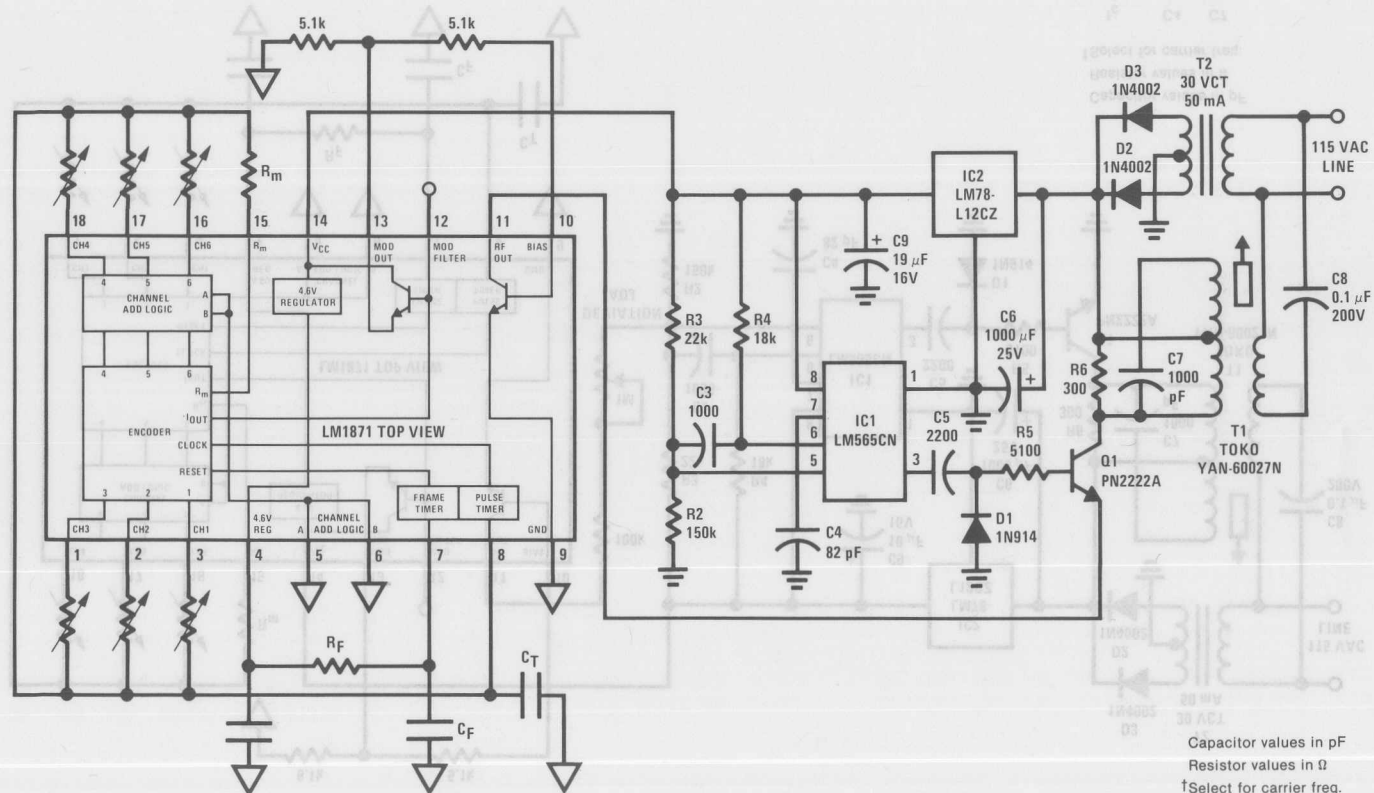 5.1k
5.1k
T2
30 VCT
50 mA
D3
1N4002
D2
1N4002
115 VAC
LINE
Rm
18
17
16
15
14
13
12
11
10
CH4
CH5
CH6
Rm
VCC
MOD
OUT
MOD
FILTER
RF
OUT
BIAS
4
5
6
CHANNEL
ADD LOGIC
A
B
4.6V
REGULATOR
4
5
6
Rm
IOUT
CLOCK
RESET
ENCODER
LM1871 TOP VIEW
3
2
1
CH3
CH2
CH1
4.6V
REG
A
CHANNEL
ADD LOGIC
B
FRAME
TIMER
PULSE
TIMER
GND
1
2
3
4
5
6
7
8
9
RF
CT
CF
IC2
LM78-
L12CZ
C9
19 μF
16V
R3
22k
R4
18k
C6
1000 μF
25V
C8
0.1 μF
200V
R6
300
C7
1000
pF
C3
1000
8
7
6
5
1
3
IC1
LM565CN
C5
2200
R5
5100
T1
TOKO
YAN-60027N
Q1
PN2222A
R2
150k
C4
82 pF
D1
1N914
Capacitor values in pF
Resistor values in Ω
†Select for carrier freq.